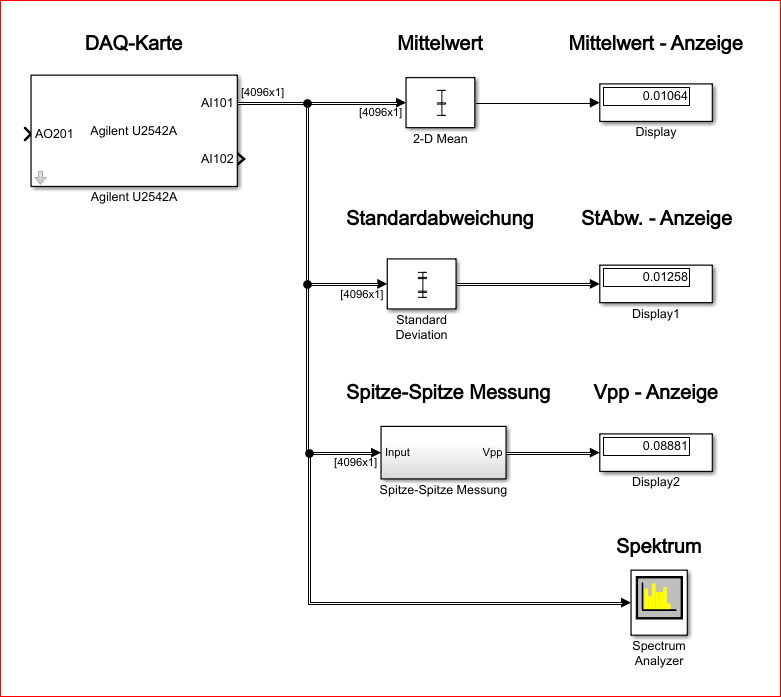 DAQ-Karte
Mittelwert
Mittelwert - Anzeige
AI101
[4096x1]
AO201
Agilent U2542A
AI102
Agilent U2542A
[4096x1]
2-D Mean
0.01064
Display
Standardabweichung
StAbw. - Anzeige
[4096x1]
Standard
Deviation
0.01258
Display1
Spitze-Spitze Messung
Vpp - Anzeige
[4096x1]
Input
Vpp
Spitze-Spitze Messung
0.08881
Display2
Spektrum
Spectrum
Analyzer